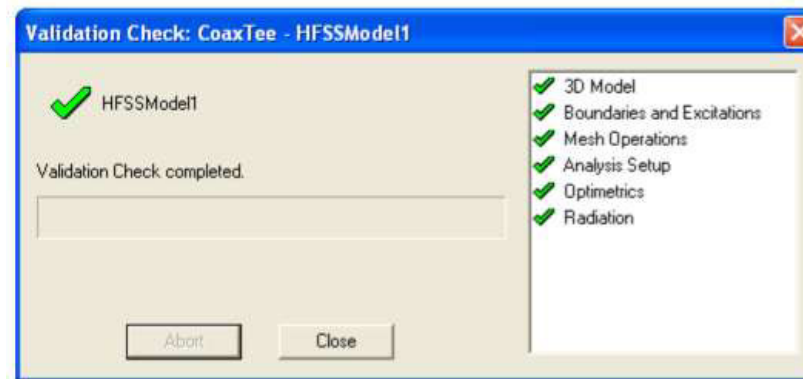 Validation Check: CoaxTee - HFSSModel1
HFSSModel1
Validation Check completed.
Abort
Close
3D Model
Boundaries and Excitations
Mesh Operations
Analysis Setup
Optimetrics
Radiation